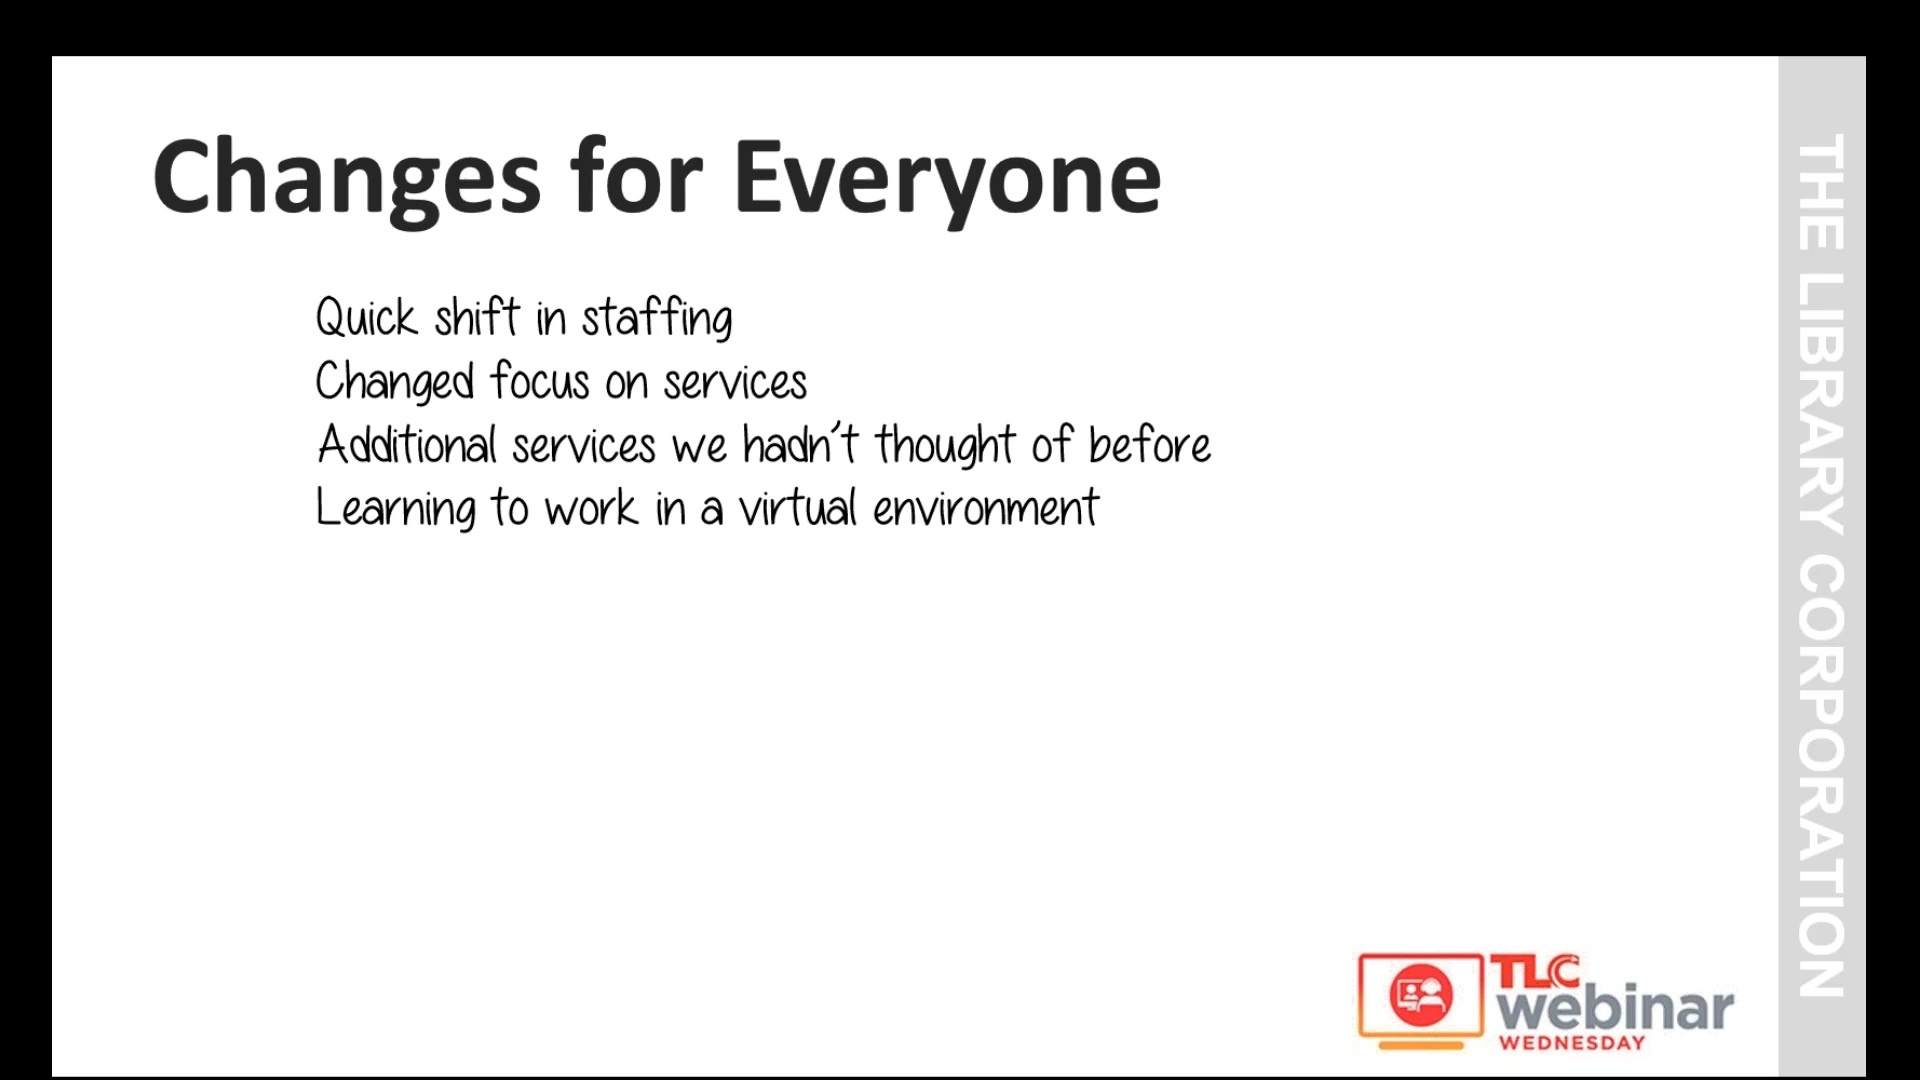 Changes for Everyone
Quick shift in staffing
Changed focus on services
Additional services we hadn't thought of before
Learning to work in a virtual environment
THE LIBRARY CORPORATION
TLC
webinar
WEDNESDAY